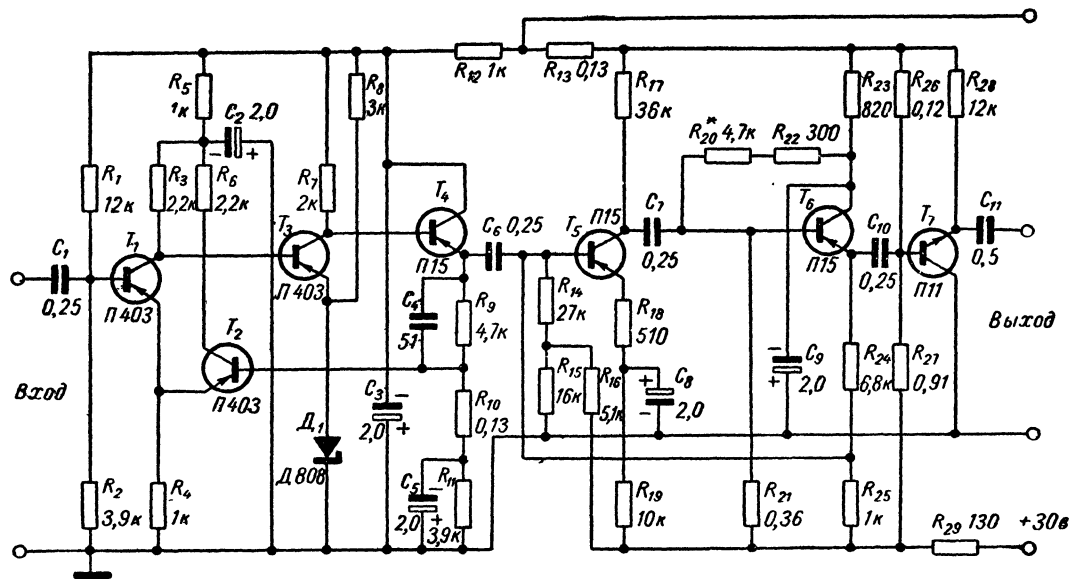 R₅
1к
C₂ 2,0
−
+
R₁
12к
R₃
2,2к
R₆
2,2к
R₇
2к
R₈
3к
R₁₂ 1к
R₁₃ 0,13
R₁₇
36к
R₂₀* 4,7к
R₂₂ 300
R₂₃
820
R₂₆
0,12
R₂₈
12к
C₁
0,25
T₁
П403
T₃
П403
T₄
П15
C₆ 0,25
T₅
П15
C₇
0,25
T₆
П15
C₁₀
0,25
T₇
П11
C₁₁
0,5
Вход
T₂
П403
C₄
51
R₉
4,7к
R₁₄
27к
R₁₈
510
Выход
C₃
−
2,0
+
R₁₀
0,13
R₁₅
16к
R₁₆
5,1к
+
C₈
−
2,0
−
C₉
+
2,0
R₂₄
6,8к
R₂₇
0,91
Д₁
Д808
R₂
3,9к
R₄
1к
C₅
−
2,0
+
R₁₁
3,9к
R₁₉
10к
R₂₁
0,36
R₂₅
1к
R₂₉ 130
+30в